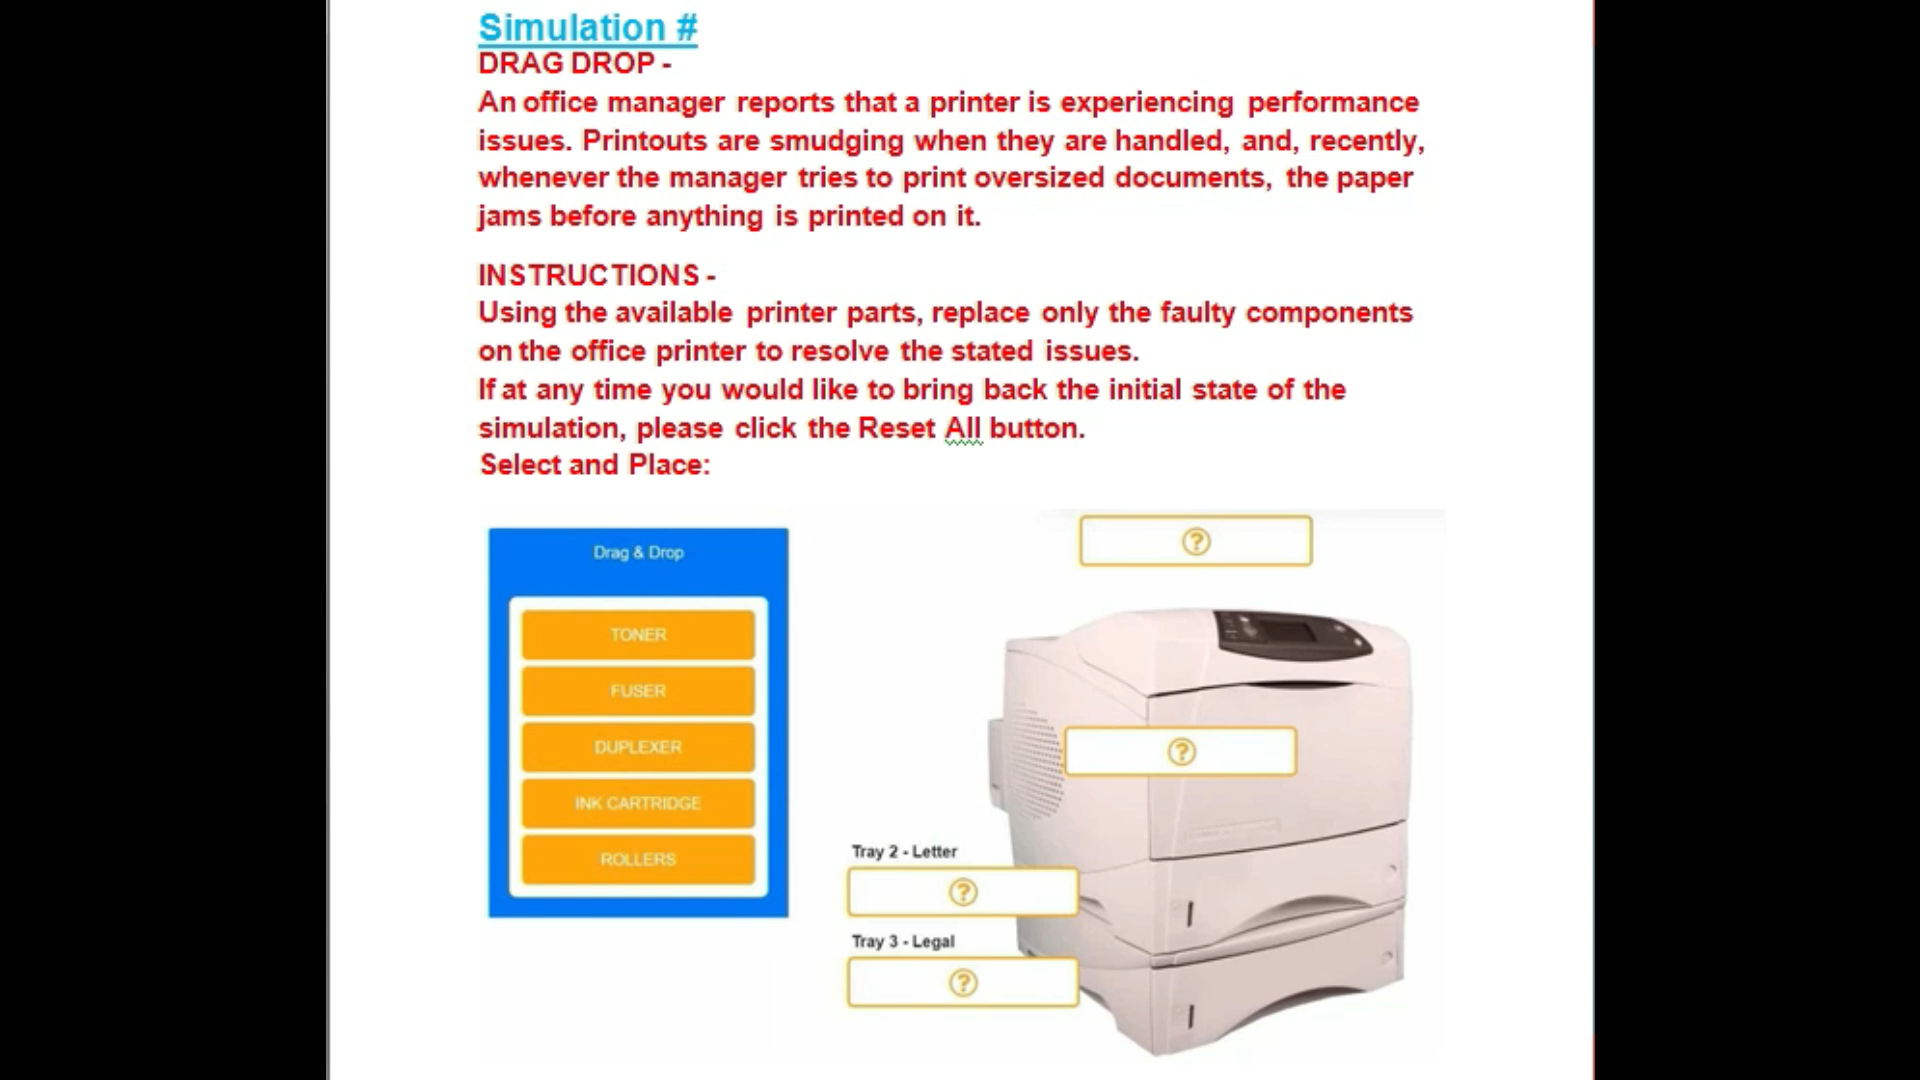 Simulation #
DRAG DROP -
An office manager reports that a printer is experiencing performance
issues. Printouts are smudging when they are handled, and, recently,
whenever the manager tries to print oversized documents, the paper
jams before anything is printed on it.
INSTRUCTIONS -
Using the available printer parts, replace only the faulty components
on the office printer to resolve the stated issues.
If at any time you would like to bring back the initial state of the
simulation, please click the Reset All button.
Select and Place:
Drag & Drop
TONER
FUSER
DUPLEXER
INK CARTRIDGE
ROLLERS
?
?
Tray 2 - Letter
?
Tray 3 - Legal
?